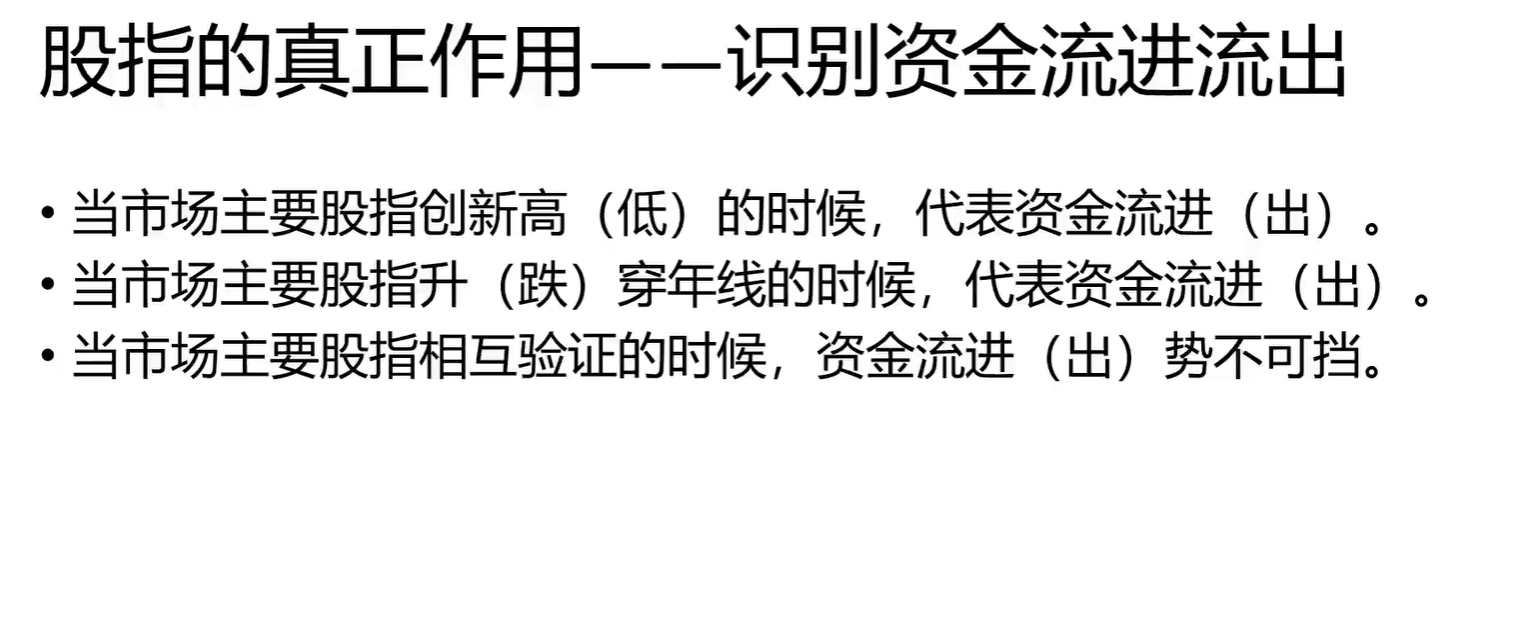 股指的真正作用——识别资金流进流出
• 当市场主要股指创新高（低）的时候，代表资金流进（出）。
• 当市场主要股指升（跌）穿年线的时候，代表资金流进（出）。
• 当市场主要股指相互验证的时候，资金流进（出）势不可挡。